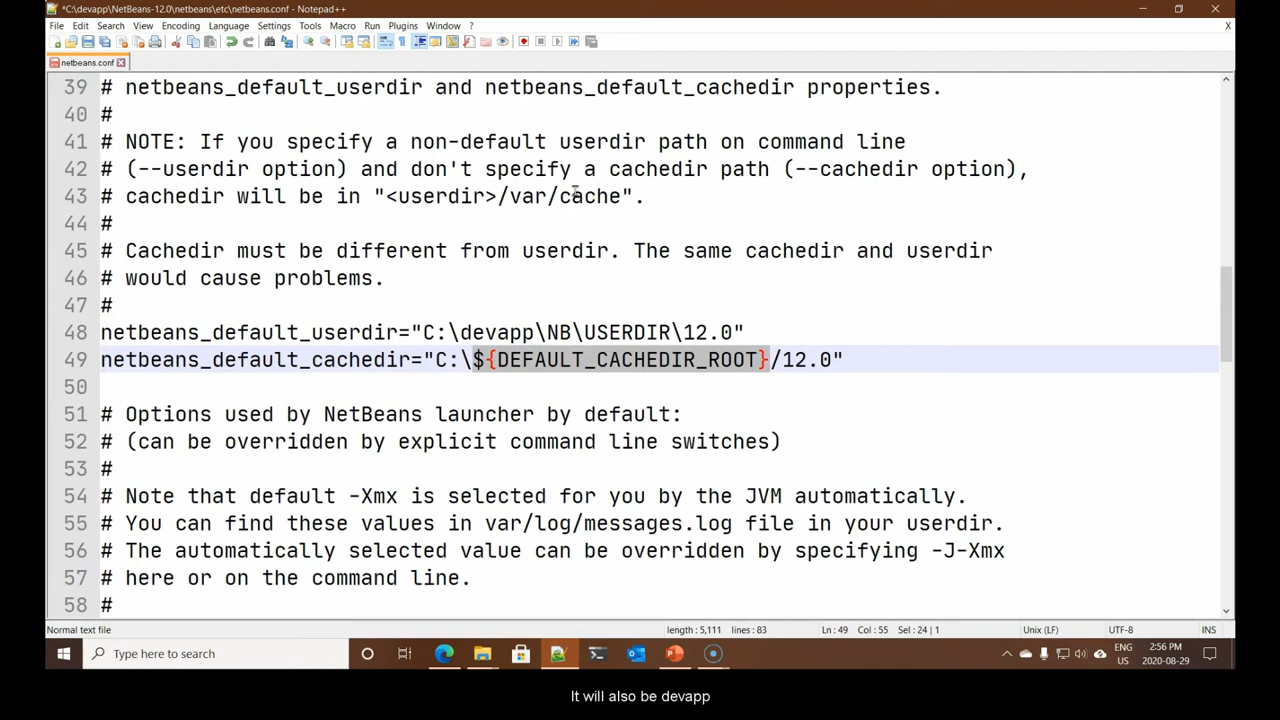 *C:\devapp\NetBeans-12.0\netbeans\etc\netbeans.conf - Notepad++
File Edit Search View Encoding Language Settings Tools Macro Run Plugins Window ? X
netbeans.conf
39 # netbeans_default_userdir and netbeans_default_cachedir properties.
40 #
41 # NOTE: If you specify a non-default userdir path on command line
42 # (--userdir option) and don't specify a cachedir path (--cachedir option),
43 # cachedir will be in "<userdir>/var/cache".
44 #
45 # Cachedir must be different from userdir. The same cachedir and userdir
46 # would cause problems.
47 #
48 netbeans_default_userdir="C:\devapp\NB\USERDIR\12.0"
49 netbeans_default_cachedir="C:\${DEFAULT_CACHEDIR_ROOT}/12.0"
50
51 # Options used by NetBeans launcher by default:
52 # (can be overridden by explicit command line switches)
53 #
54 # Note that default -Xmx is selected for you by the JVM automatically.
55 # You can find these values in var/log/messages.log file in your userdir.
56 # The automatically selected value can be overridden by specifying -J-Xmx
57 # here or on the command line.
58 #
Normal text file length : 5,111 lines : 83 Ln : 49 Col : 55 Sel : 24 | 1 Unix (LF) UTF-8 INS
Type here to search
ENG
US
2:56 PM
2020-08-29
It will also be devapp